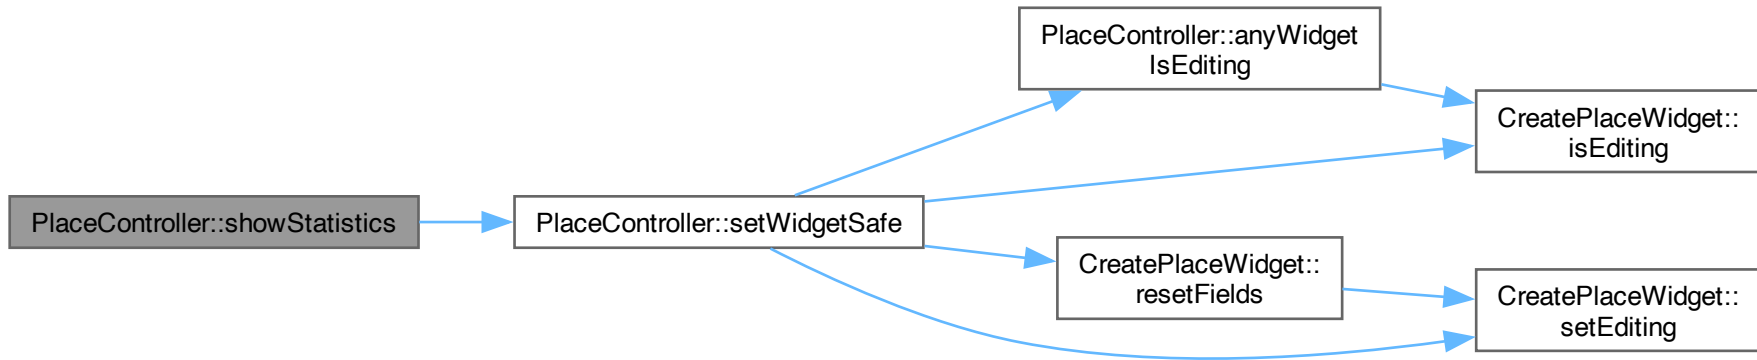 PlaceController::showStatistics
PlaceController::setWidgetSafe
PlaceController::anyWidget
IsEditing
CreatePlaceWidget::
isEditing
CreatePlaceWidget::
resetFields
CreatePlaceWidget::
setEditing